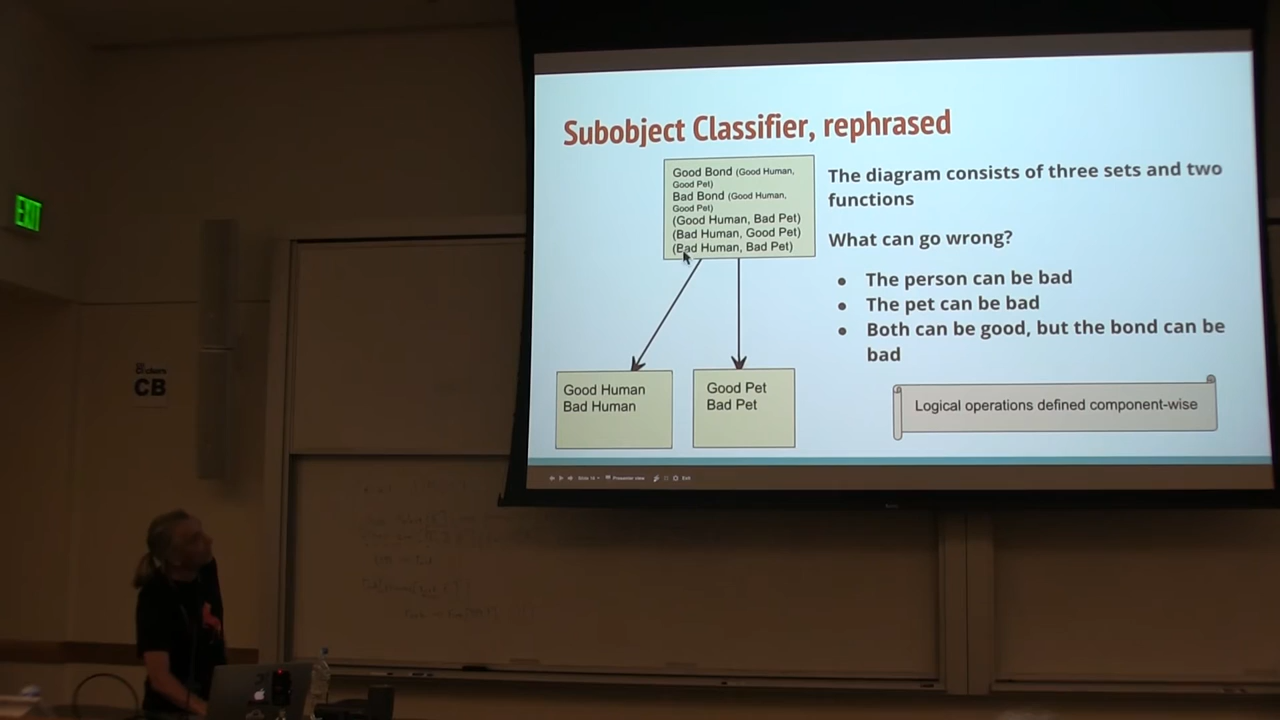 EXIT
CB
Subobject Classifier, rephrased
Good Bond (Good Human,
Good Pet)
Bad Bond (Good Human,
Good Pet)
(Good Human, Bad Pet)
(Bad Human, Good Pet)
(Bad Human, Bad Pet)
Good Human
Bad Human
Good Pet
Bad Pet
The diagram consists of three sets and two
functions
What can go wrong?
● The person can be bad
● The pet can be bad
● Both can be good, but the bond can be
bad
Logical operations defined component-wise
Presenter view
Exit